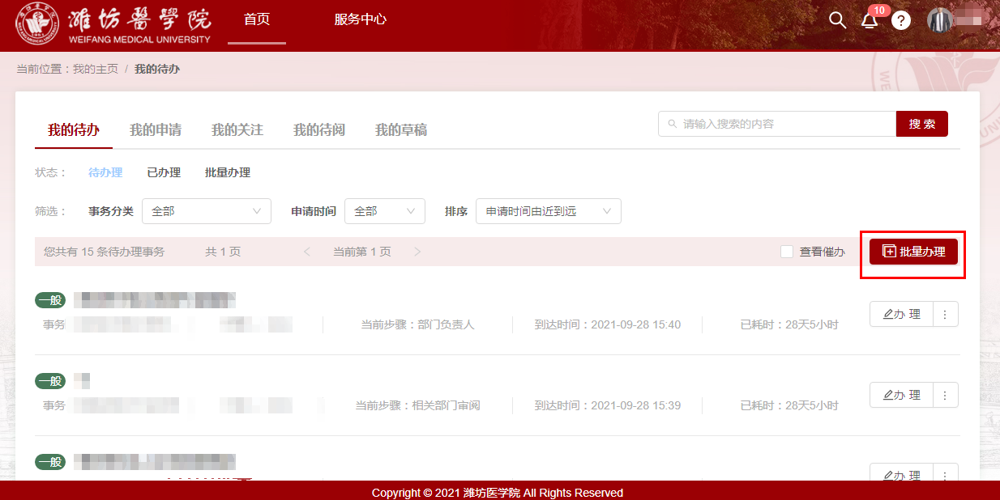 濰坊醫學院 首页 服务中心 10 ?
WEIFANG MEDICAL UNIVERSITY
当前位置：我的主页 / 我的待办
我的待办 我的申请 我的关注 我的待阅 我的草稿 请输入搜索的内容 搜 索
状态： 待办理 已办理 批量办理
筛选： 事务分类 全部 申请时间 全部 排序 申请时间由近到远
您共有 15 条待办理事务 共 1 页 < 当前第 1 页 > 查看催办 批量办理
一般
事务 当前步骤：部门负责人 到达时间：2021-09-28 15:40 已耗时：28天5小时 办 理
一般
事务 当前步骤：相关部门审阅 到达时间：2021-09-28 15:39 已耗时：28天5小时 办 理
一般
办 理
Copyright © 2021 潍坊医学院 All Rights Reserved